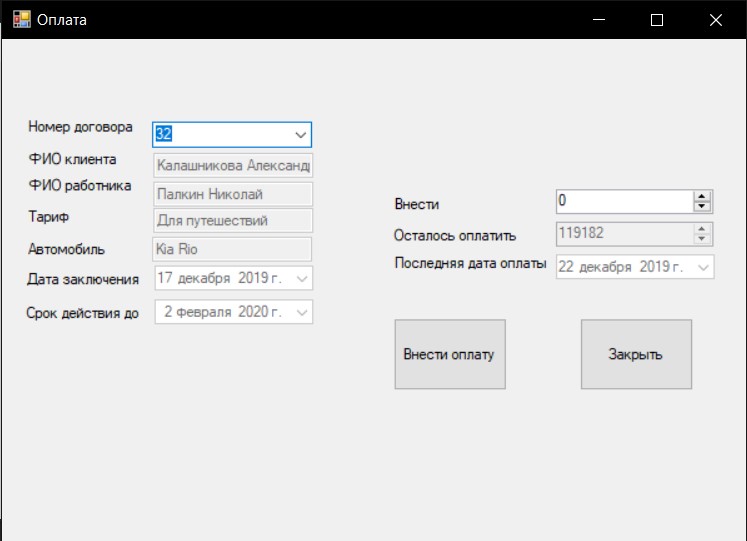 Оплата
Номер договора 32
ФИО клиента Калашникова Александр
ФИО работника Палкин Николай
Тариф Для путешествий
Автомобиль Kia Rio
Дата заключения 17 декабря 2019 г.
Срок действия до 2 февраля 2020 г.
Внести 0
Осталось оплатить 119182
Последняя дата оплаты 22 декабря 2019 г.
Внести оплату
Закрыть